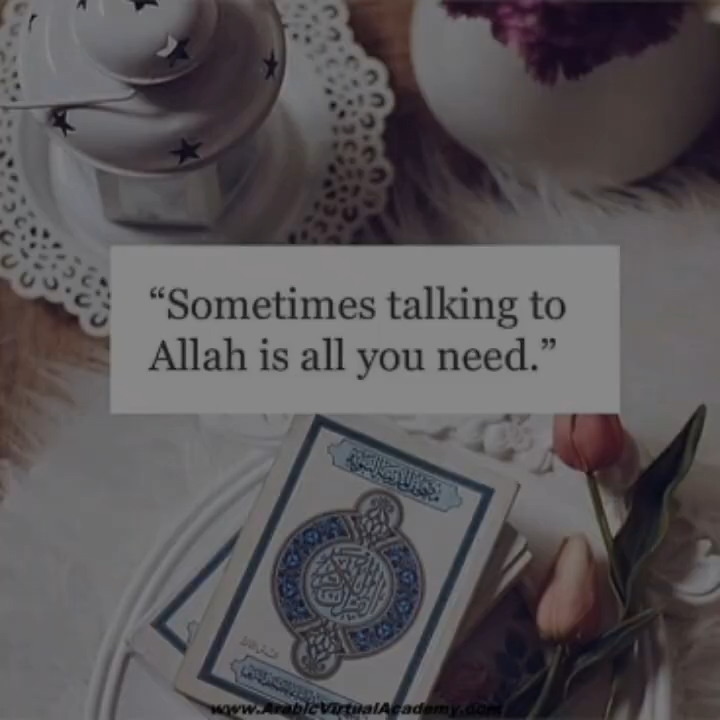 “Sometimes talking to
Allah is all you need.”
www.ArabicVirtualAcademy.com